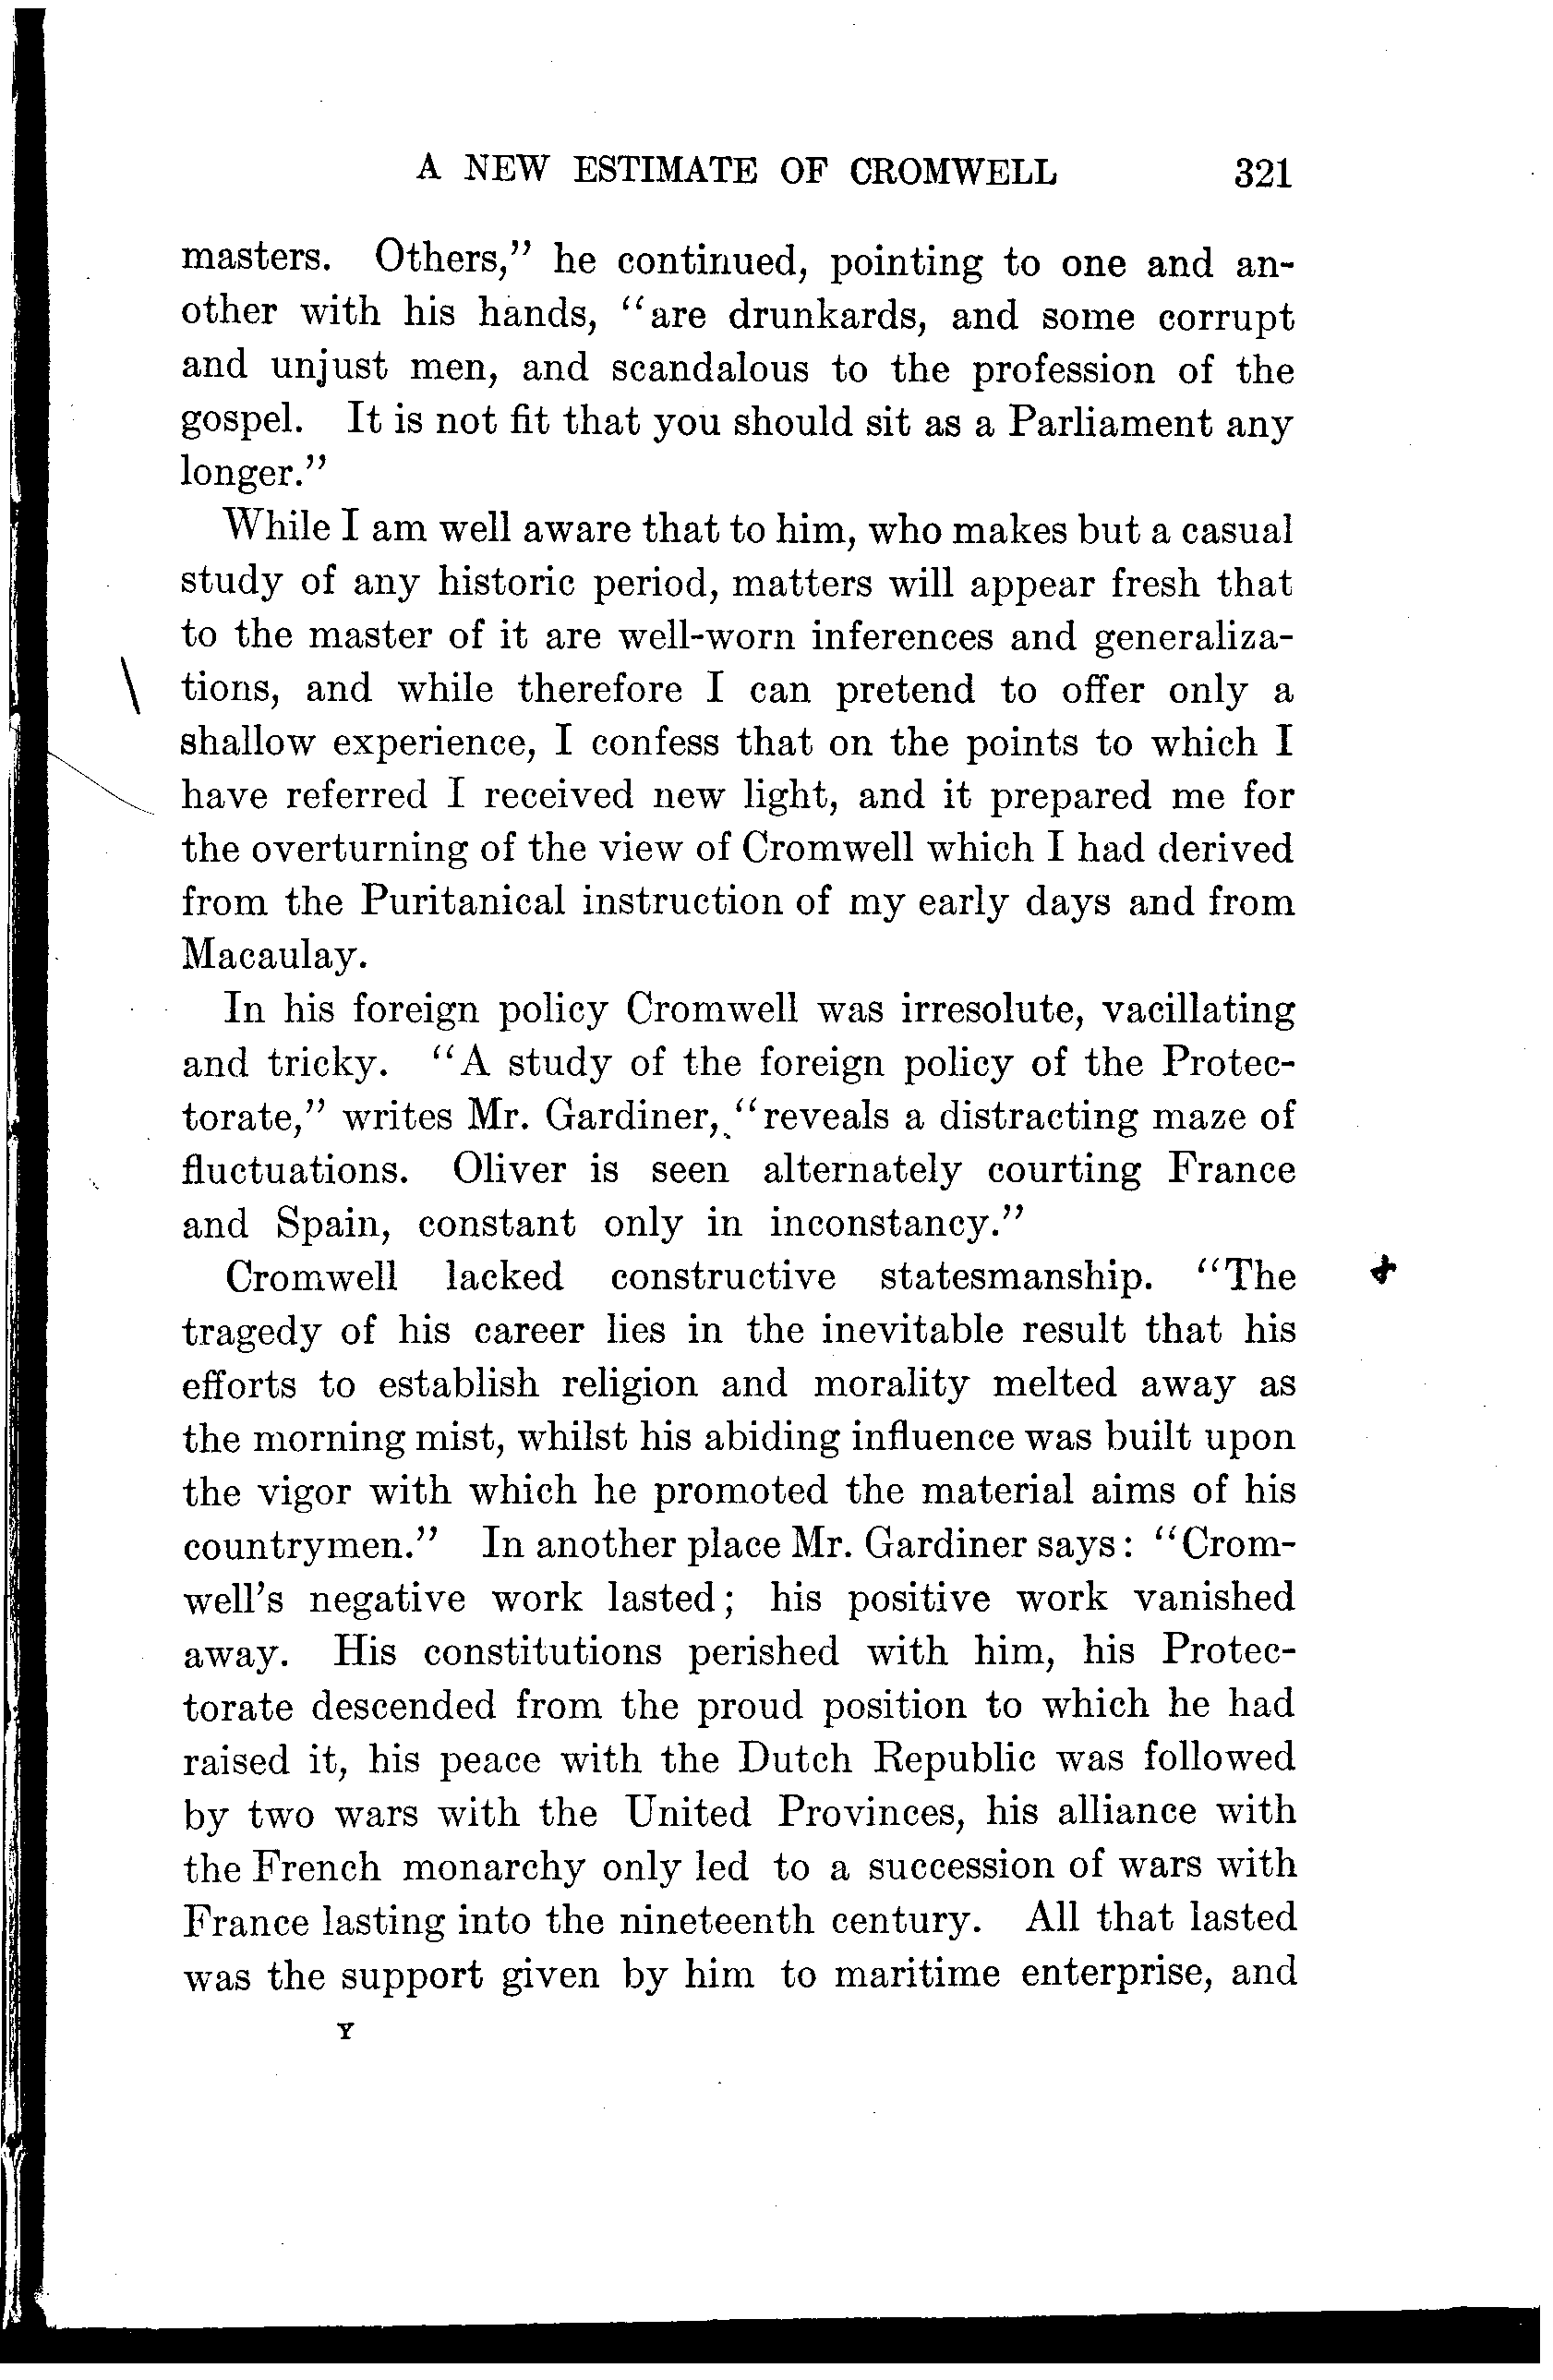 A NEW ESTIMATE OF CROMWELL 321
masters. Others," he continued, pointing to one and an-
other with his hands, "are drunkards, and some corrupt
and unjust men, and scandalous to the profession of the
gospel. It is not fit that you should sit as a Parliament any
longer."
While I am well aware that to him, who makes but a casual
study of any historic period, matters will appear fresh that
to the master of it are well-worn inferences and generaliza-
tions, and while therefore I can pretend to offer only a
shallow experience, I confess that on the points to which I
have referred I received new light, and it prepared me for
the overturning of the view of Cromwell which I had derived
from the Puritanical instruction of my early days and from
Macaulay.
In his foreign policy Cromwell was irresolute, vacillating
and tricky. "A study of the foreign policy of the Protec-
torate," writes Mr. Gardiner, "reveals a distracting maze of
fluctuations. Oliver is seen alternately courting France
and Spain, constant only in inconstancy."
Cromwell lacked constructive statesmanship. "The
tragedy of his career lies in the inevitable result that his
efforts to establish religion and morality melted away as
the morning mist, whilst his abiding influence was built upon
the vigor with which he promoted the material aims of his
countrymen." In another place Mr. Gardiner says: "Crom-
well's negative work lasted; his positive work vanished
away. His constitutions perished with him, his Protec-
torate descended from the proud position to which he had
raised it, his peace with the Dutch Republic was followed
by two wars with the United Provinces, his alliance with
the French monarchy only led to a succession of wars with
France lasting into the nineteenth century. All that lasted
was the support given by him to maritime enterprise, and
Y